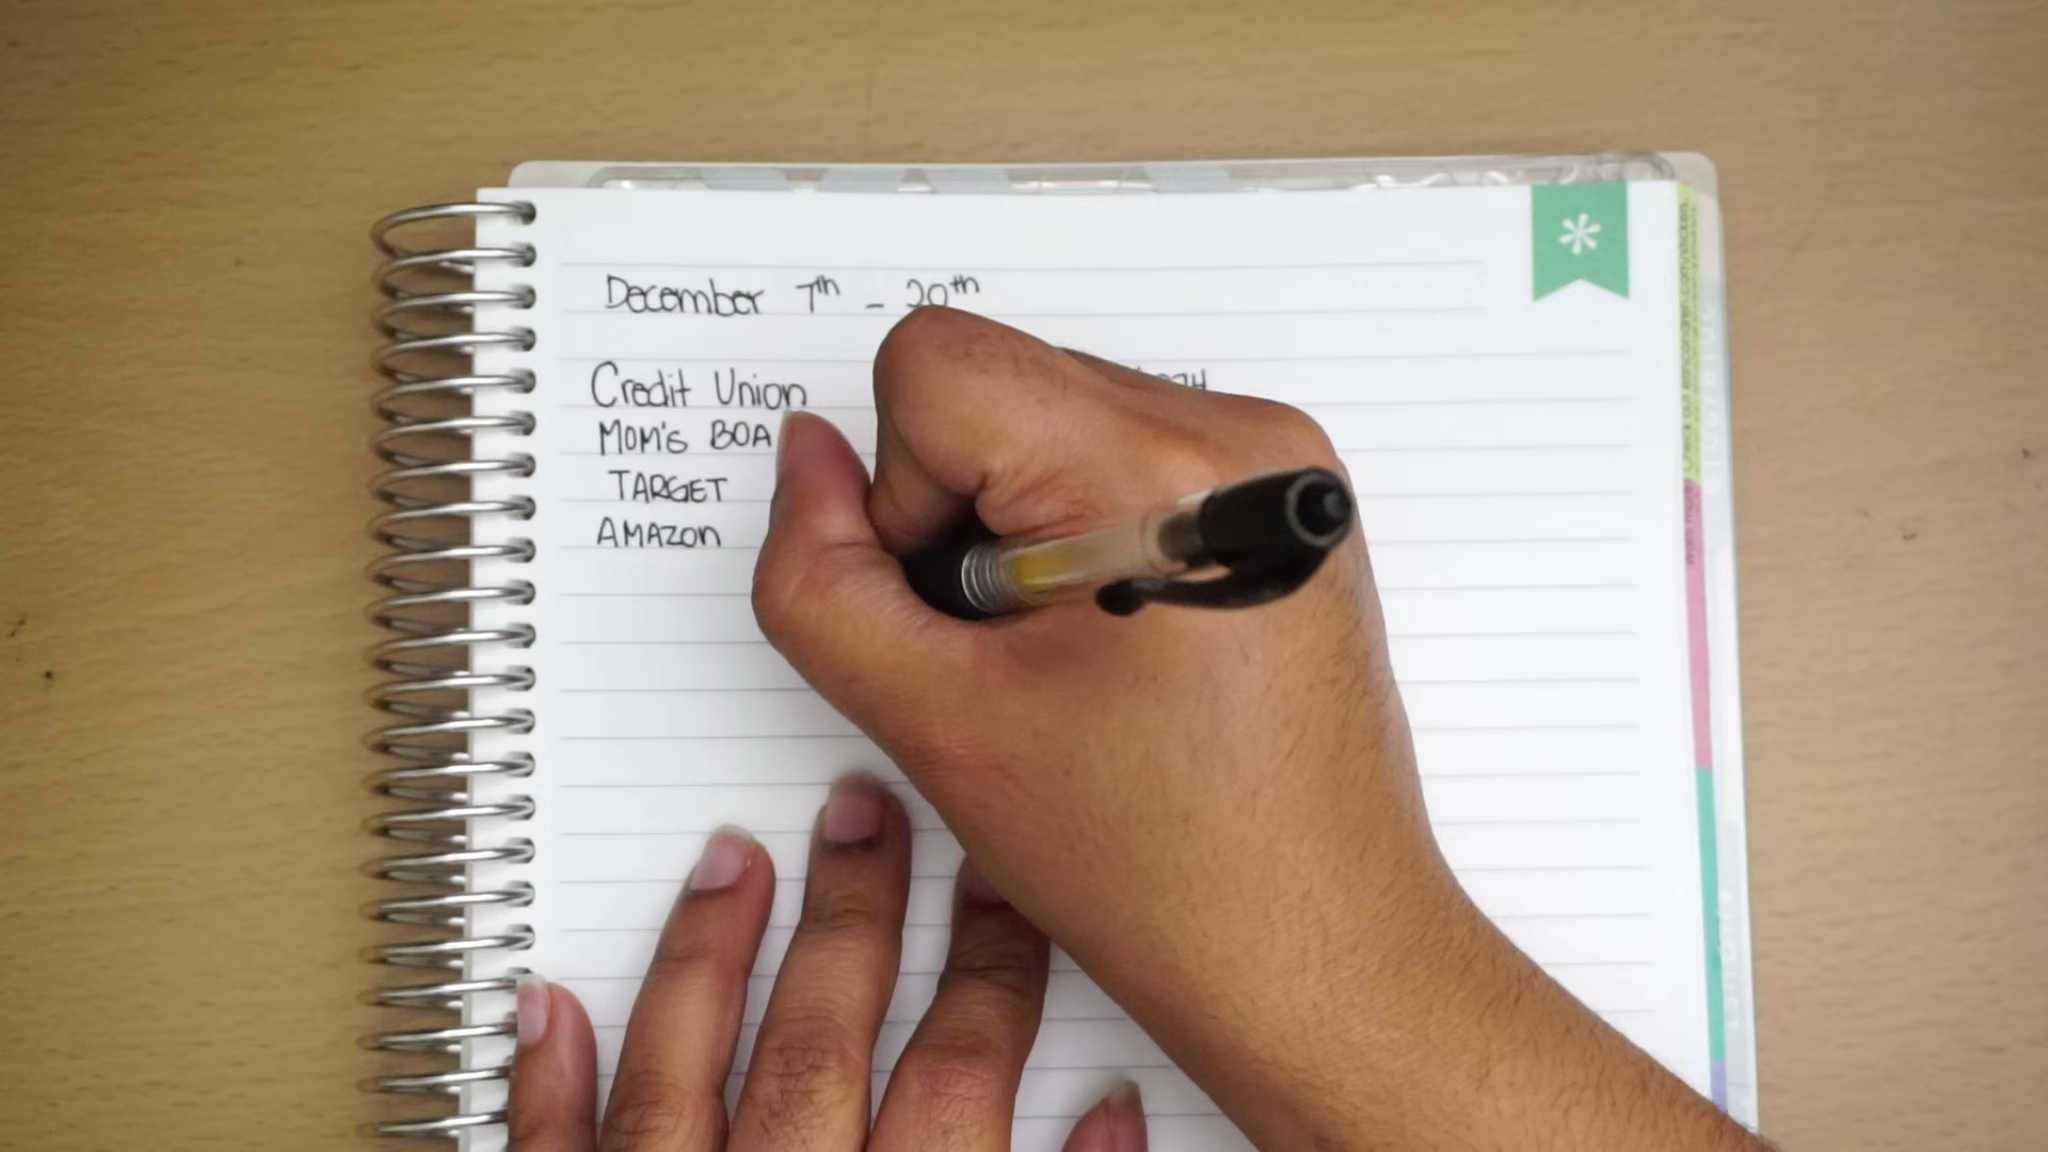 December 7th - 20th
Credit Union
MOM'S BOA
TARGET
AMAZON